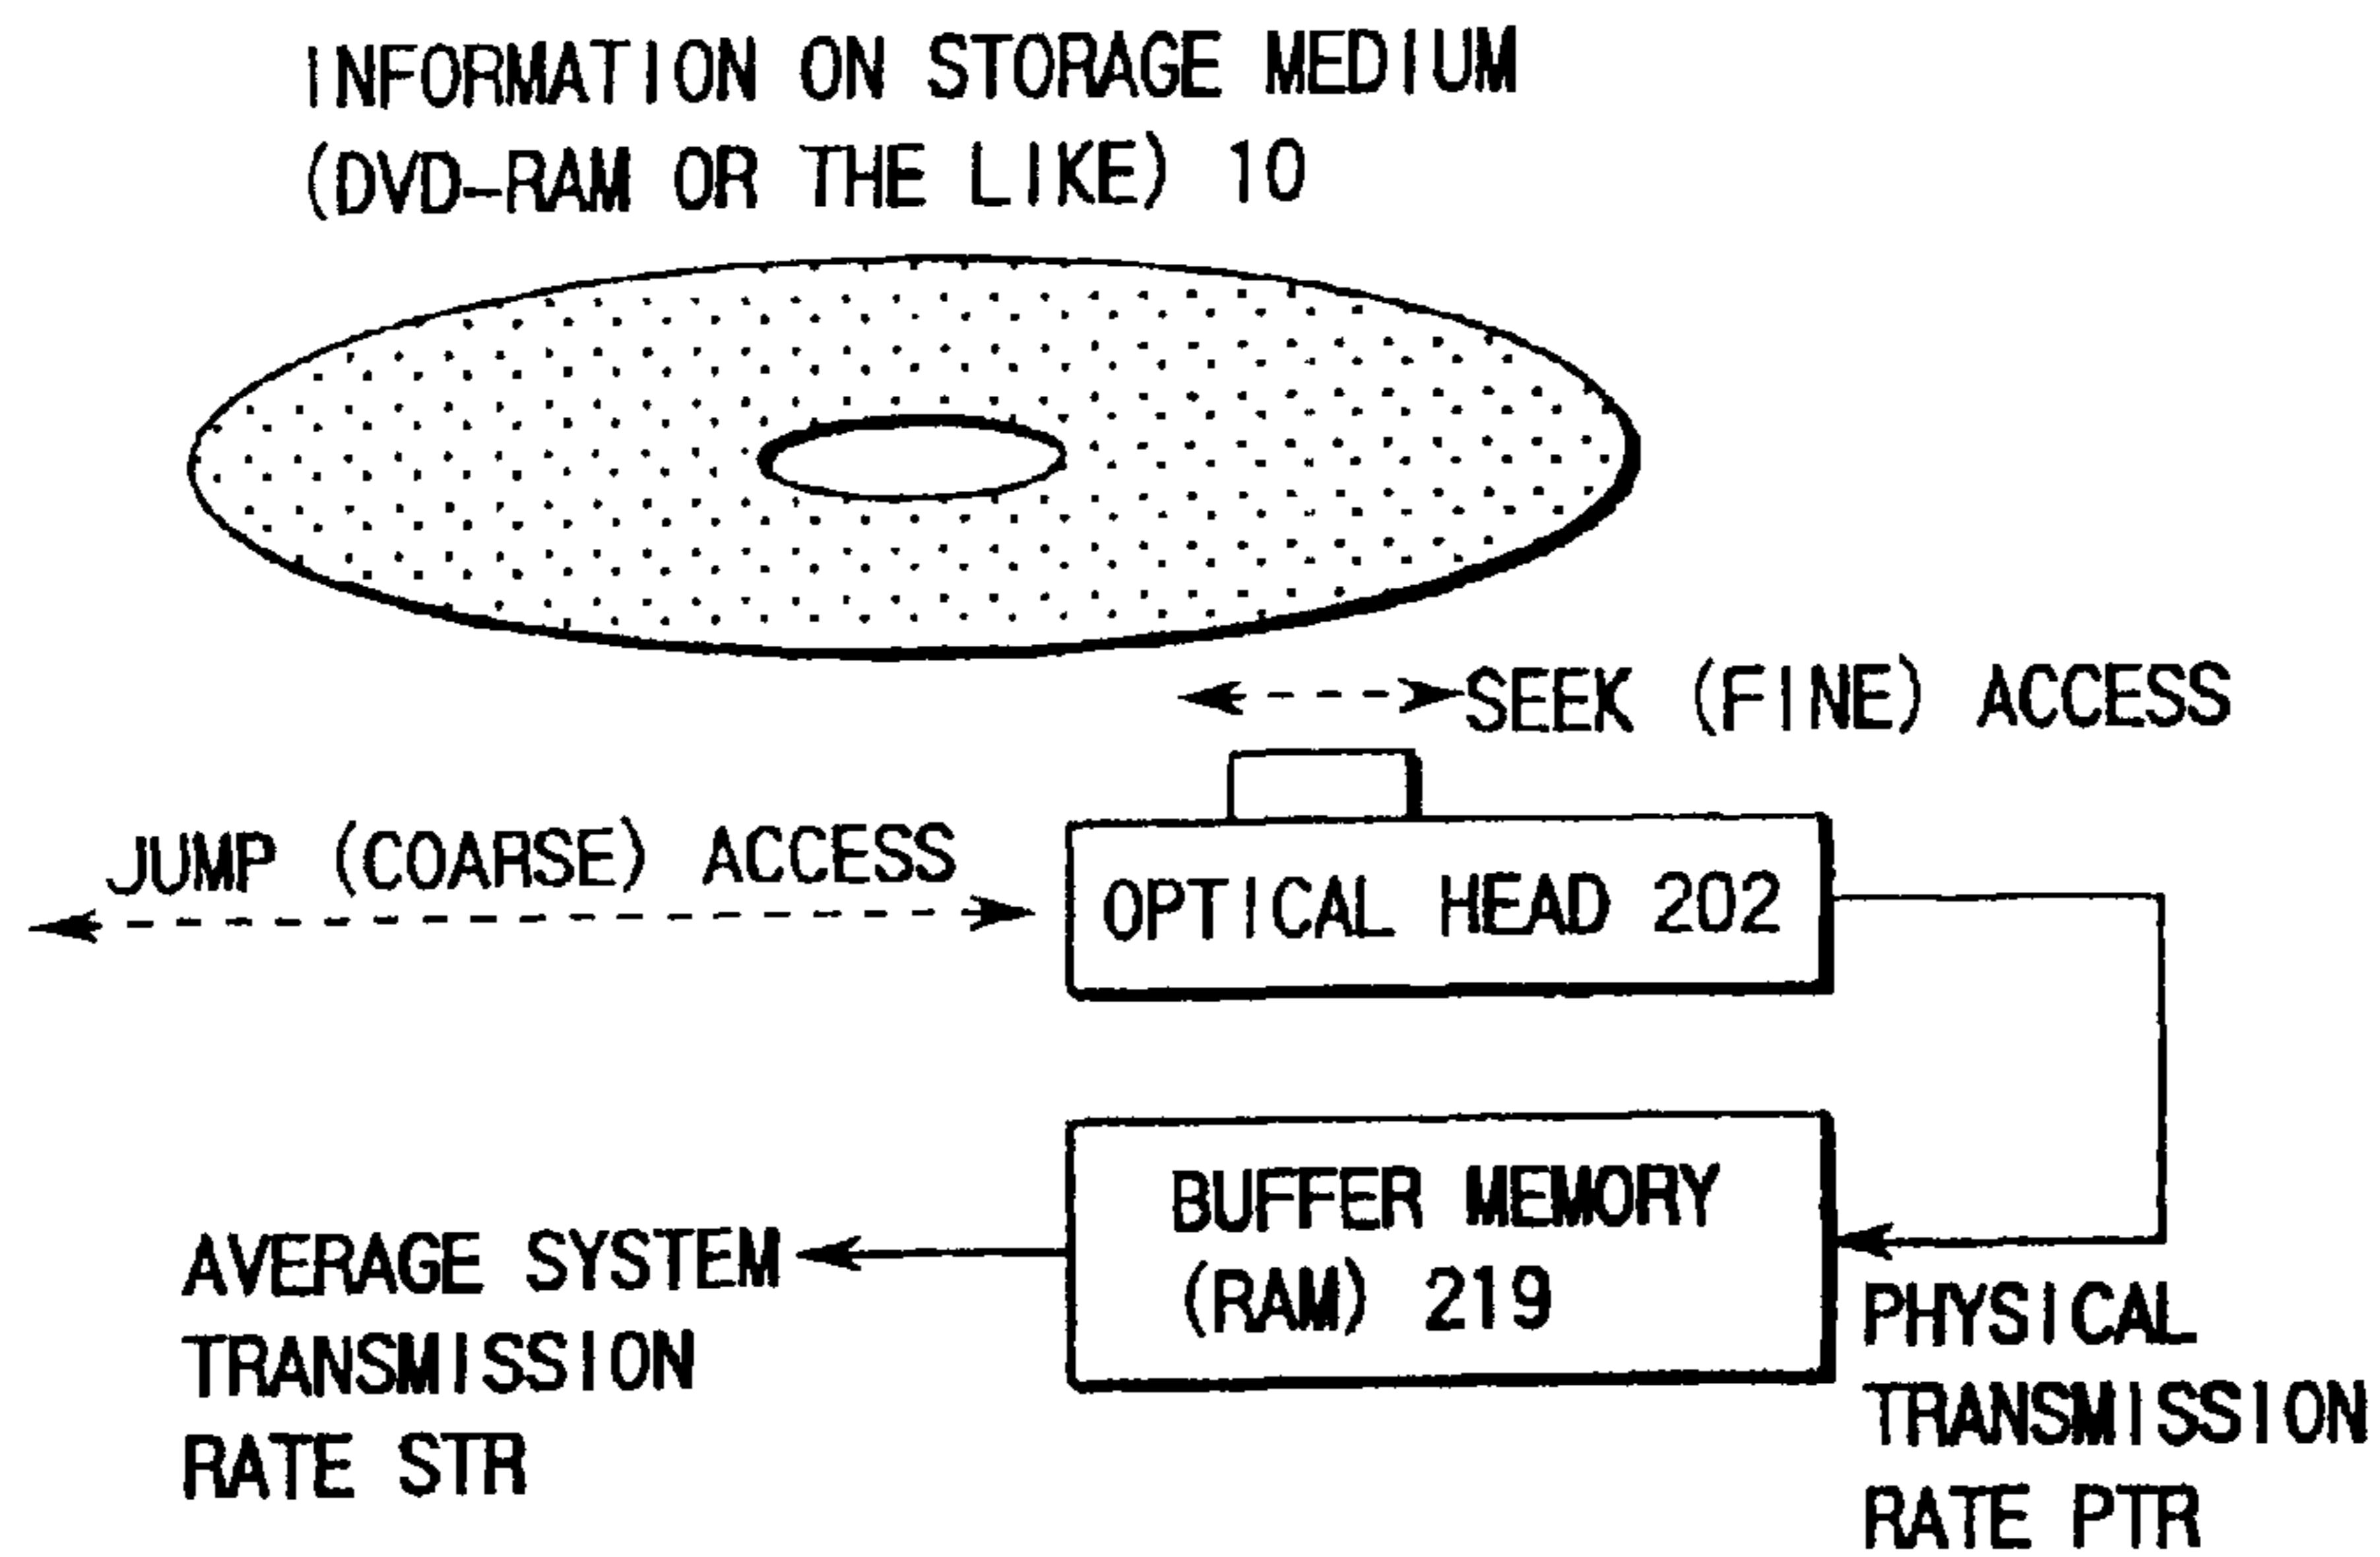 INFORMATION ON STORAGE MEDIUM
(DVD-RAM OR THE LIKE) 10
SEEK (FINE) ACCESS
JUMP (COARSE) ACCESS
OPTICAL HEAD 202
BUFFER MEMORY
(RAM) 219
AVERAGE SYSTEM
TRANSMISSION
RATE STR
PHYSICAL
TRANSMISSION
RATE PTR